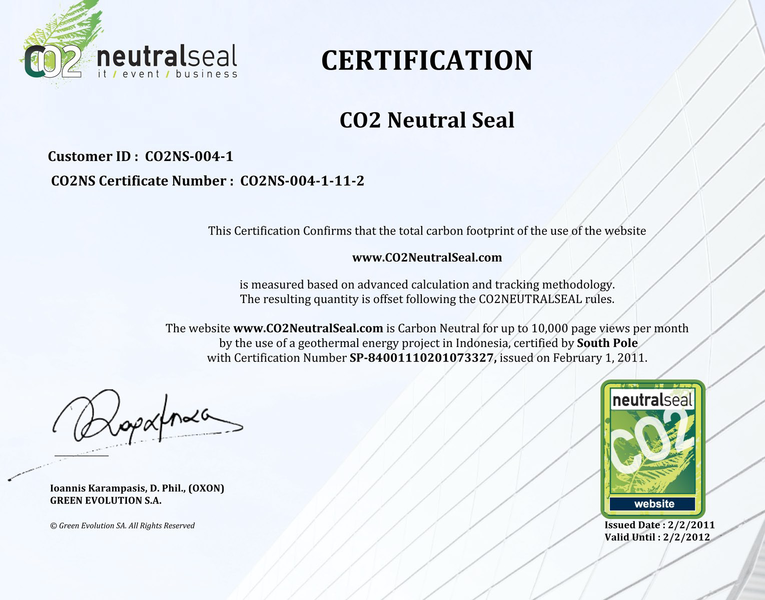 CO2 neutralseal
it / event / business
CERTIFICATION
CO2 Neutral Seal
Customer ID : CO2NS-004-1
CO2NS Certificate Number : CO2NS-004-1-11-2
This Certification Confirms that the total carbon footprint of the use of the website
www.CO2NeutralSeal.com
is measured based on advanced calculation and tracking methodology.
The resulting quantity is offset following the CO2NEUTRALSEAL rules.
The website www.CO2NeutralSeal.com is Carbon Neutral for up to 10,000 page views per month
by the use of a geothermal energy project in Indonesia, certified by South Pole
with Certification Number SP-84001110201073327, issued on February 1, 2011.
Ioannis Karampasis, D. Phil., (OXON)
GREEN EVOLUTION S.A.
© Green Evolution SA. All Rights Reserved
neutralseal
CO2
website
Issued Date : 2/2/2011
Valid Until : 2/2/2012